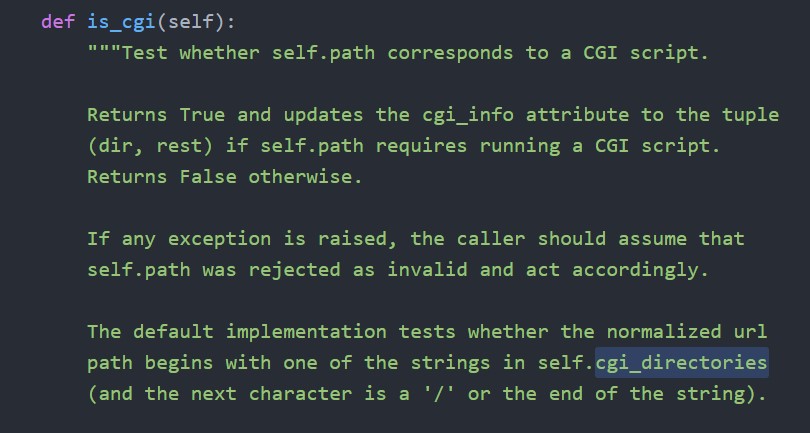 def is_cgi(self):
"""Test whether self.path corresponds to a CGI script.
Returns True and updates the cgi_info attribute to the tuple
(dir, rest) if self.path requires running a CGI script.
Returns False otherwise.
If any exception is raised, the caller should assume that
self.path was rejected as invalid and act accordingly.
The default implementation tests whether the normalized url
path begins with one of the strings in self.cgi_directories
(and the next character is a '/' or the end of the string).